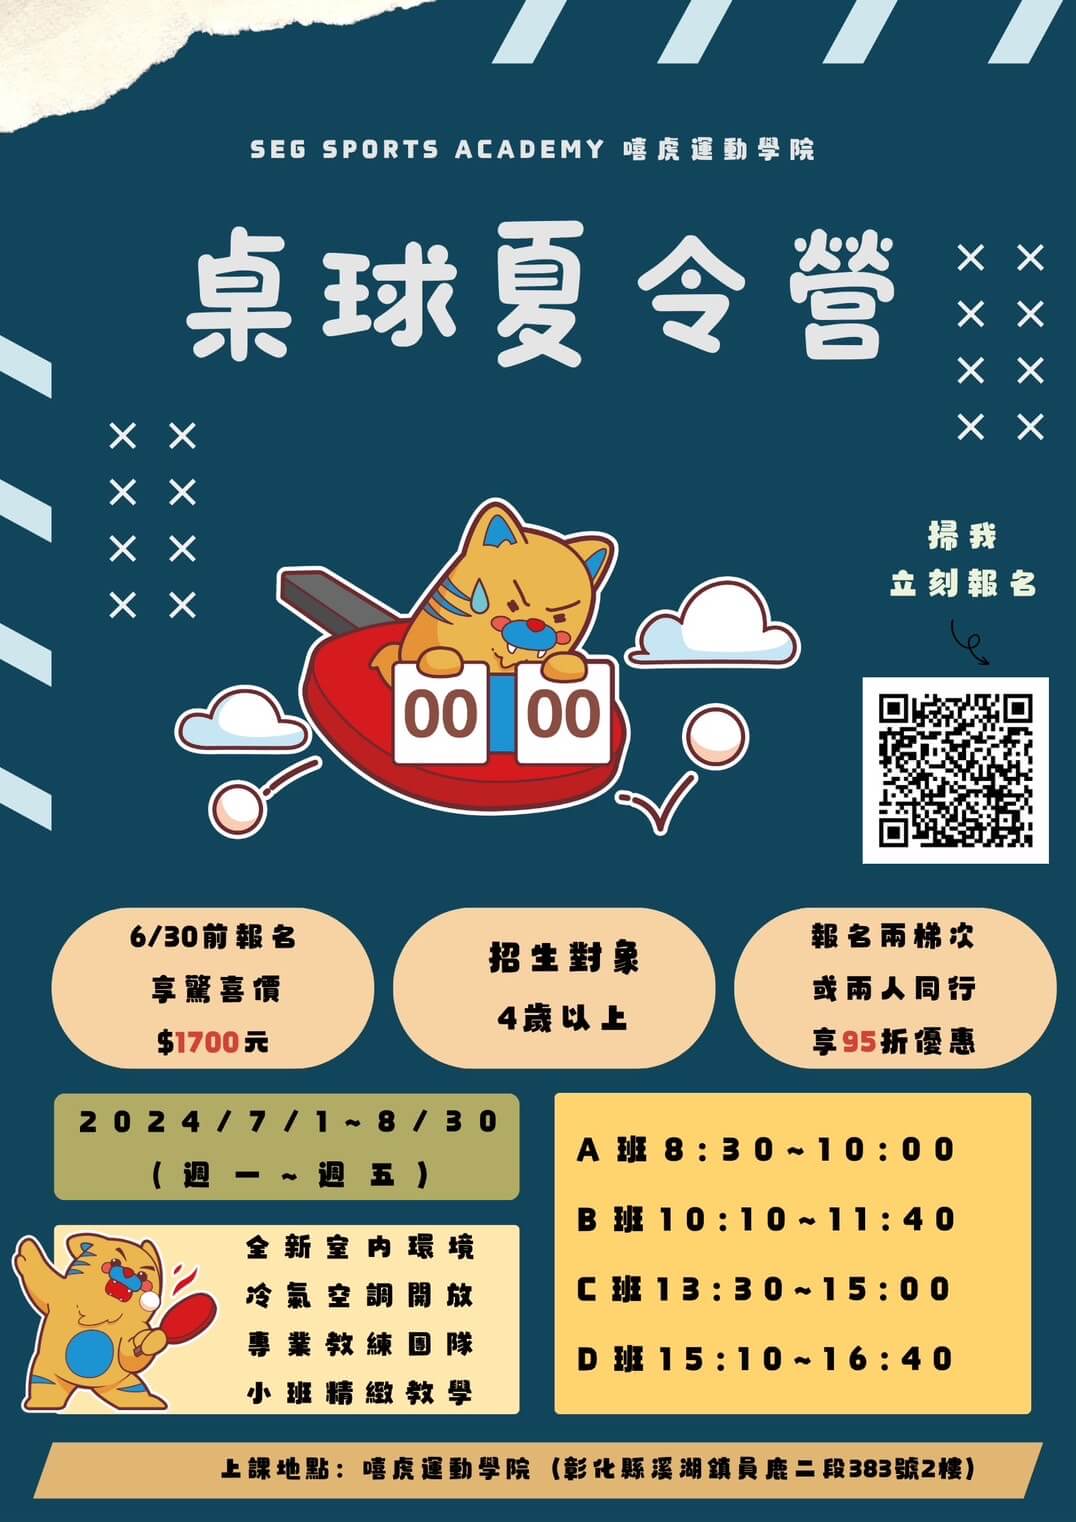 SEG SPORTS ACADEMY 嘻虎運動學院
桌球夏令營
掃我
立刻報名
00 00
6/30前報名
享驚喜價
$1700元
招生對象
4歲以上
報名兩梯次
或兩人同行
享95折優惠
2024/7/1~8/30
(週一~週五)
A班8:30~10:00
B班10:10~11:40
C班13:30~15:00
D班15:10~16:40
全新室內環境
冷氣空調開放
專業教練團隊
小班精緻教學
上課地點：嘻虎運動學院（彰化縣溪湖鎮員鹿二段383號2樓）